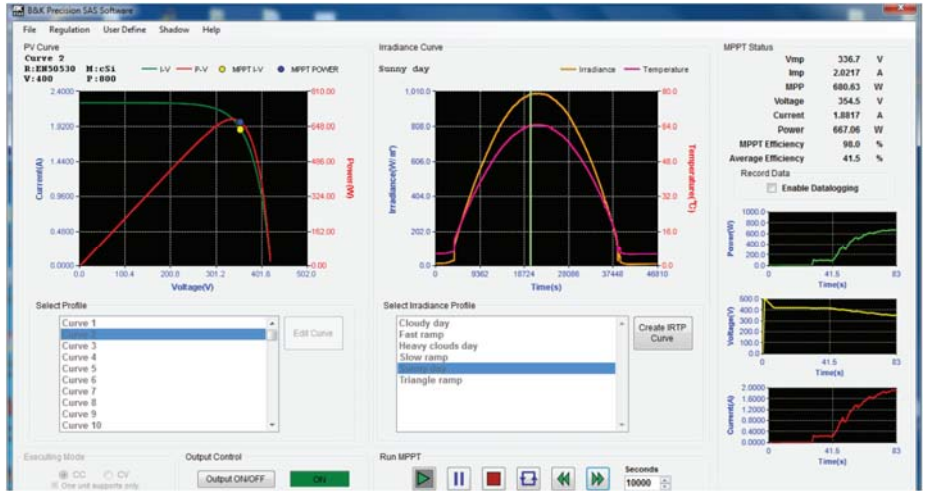 B&K Precision SAS Software
File Regulation User Define Shadow Help
PV Curve
Curve 2
R:EN50530 M:cSi
V:400 P:800
I-V P-V MPPT I-V MPPT POWER
2.4000
1.9200
1.4400
0.9600
0.4800
0.0000
Current(A)
810.00
648.00
486.00
324.00
162.00
0.00
Power(W)
0.0 100.4 200.8 301.2 401.6 502.0
Voltage(V)
Irradiance Curve
Sunny day
Irradiance Temperature
1,010.0
808.0
606.0
404.0
202.0
0.0
Irradiance(W/㎡)
80.0
64.0
48.0
32.0
16.0
0.0
Temperature(℃)
0 9362 18724 28086 37448 46810
Time(s)
MPPT Status
Vmp 336.7 V
Imp 2.0217 A
MPP 680.63 W
Voltage 354.5 V
Current 1.8817 A
Power 667.06 W
MPPT Efficiency 98.0 %
Average Efficiency 41.5 %
Record Data
Enable Datalogging
1000.0
800.0
600.0
400.0
200.0
0.0
Power(W)
0 41.5 83
Time(s)
500.0
400.0
300.0
200.0
100.0
0.0
Voltage(V)
0 41.5 83
Time(s)
2.0000
1.6000
1.2000
0.8000
0.4000
0.0000
Current(A)
0 41.5 83
Time(s)
Select Profile
Curve 1
Curve 2
Curve 3
Curve 4
Curve 5
Curve 6
Curve 7
Curve 8
Curve 9
Curve 10
Edit Curve
Select Irradiance Profile
Cloudy day
Fast ramp
Heavy clouds day
Slow ramp
Sunny day
Triangle ramp
Create IRTP
Curve
Executing Mode
CC CV
One unit supports only
Output Control
Output ON/OFF
ON
Run MPPT
Seconds
10000